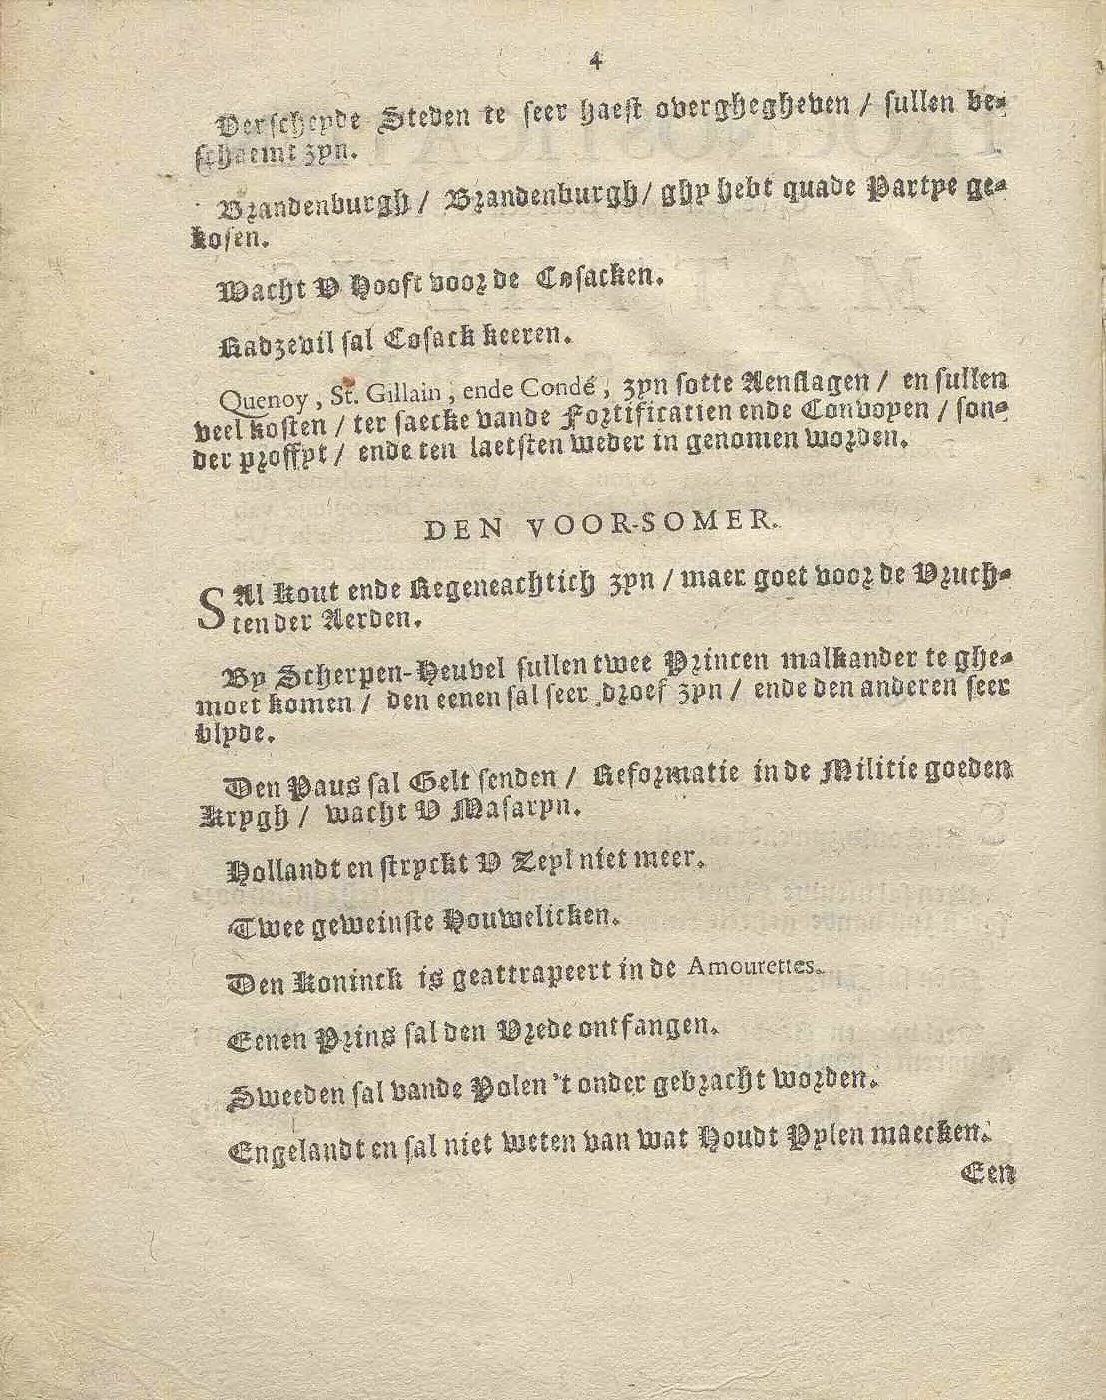 4
Verscheyde Steden te seer haest overghegheven / sullen be-
schaemt zyn.
Brandenburgh / Brandenburgh / ghy hebt quade Partye ge-
kosen.
Wacht V Hooft voor de Cosacken.
Radzevil sal Cosack keeren.
Quenoy, St. Gillain, ende Condé, zyn sotte Aenslagen / en sullen
veel kosten / ter saecke vande Fortificatien ende Convoyen / son-
der proffyt / ende ten laetsten weder in genomen worden.
DEN VOOR-SOMER.
SAl Kout ende Regeneachtich zyn / maer goet voor de Vruch-
ten der Aerden.
By Scherpen-Heuvel sullen twee Princen malkander te ghe-
moet komen / den eenen sal seer droef zyn / ende den anderen seer
blyde.
Den Paus sal Gelt senden / Reformatie in de Militie goeden
Krygh / wacht V Masaryn.
Hollandt en stryckt V Zeyl niet meer.
Twee geweinste Houwelicken.
Den Koninck is geattrapeert in de Amourettes.
Eenen Prins sal den Vrede ontfangen.
Sweeden sal vande Polen 't onder gebracht worden.
Engelandt en sal niet weten van wat Houdt Pylen maecken.
Een